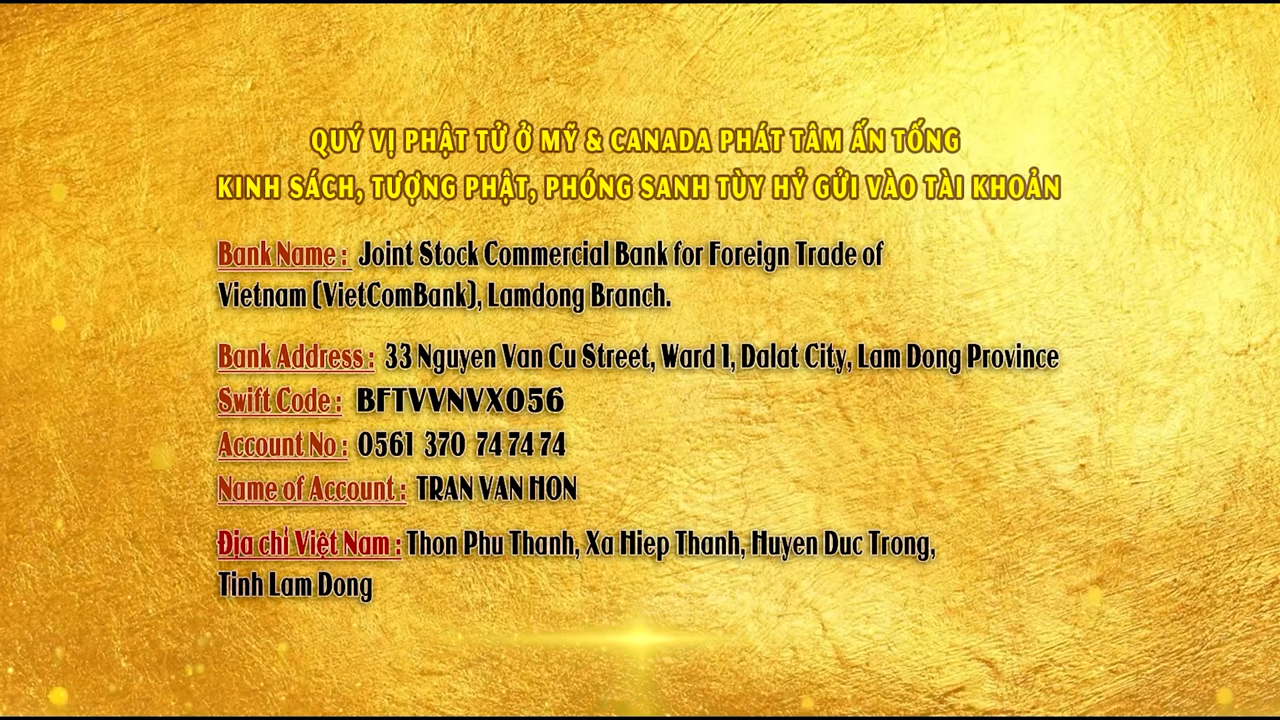 QUÝ VỊ PHẬT TỬ Ở MỸ & CANADA PHÁT TÂM ẤN TỐNG
KINH SÁCH, TƯỢNG PHẬT, PHÓNG SANH TÙY HỶ GỬI VÀO TÀI KHOẢN
Bank Name : Joint Stock Commercial Bank for Foreign Trade of
Vietnam (VietComBank), Lamdong Branch.
Bank Address : 33 Nguyen Van Cu Street, Ward 1, Dalat City, Lam Dong Province
Swift Code : BFTVVNVX056
Account No : 0561 370 74 74 74
Name of Account : TRAN VAN HON
Địa chỉ Việt Nam : Thon Phu Thanh, Xa Hiep Thanh, Huyen Duc Trong,
Tinh Lam Dong